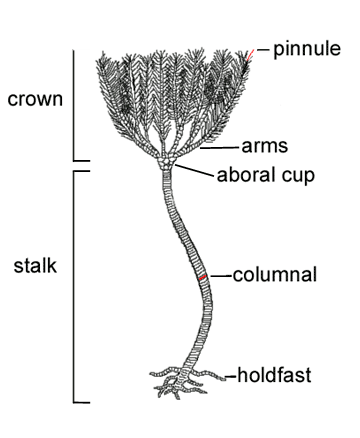 pinnule
crown
arms
aboral cup
stalk
columnal
holdfast